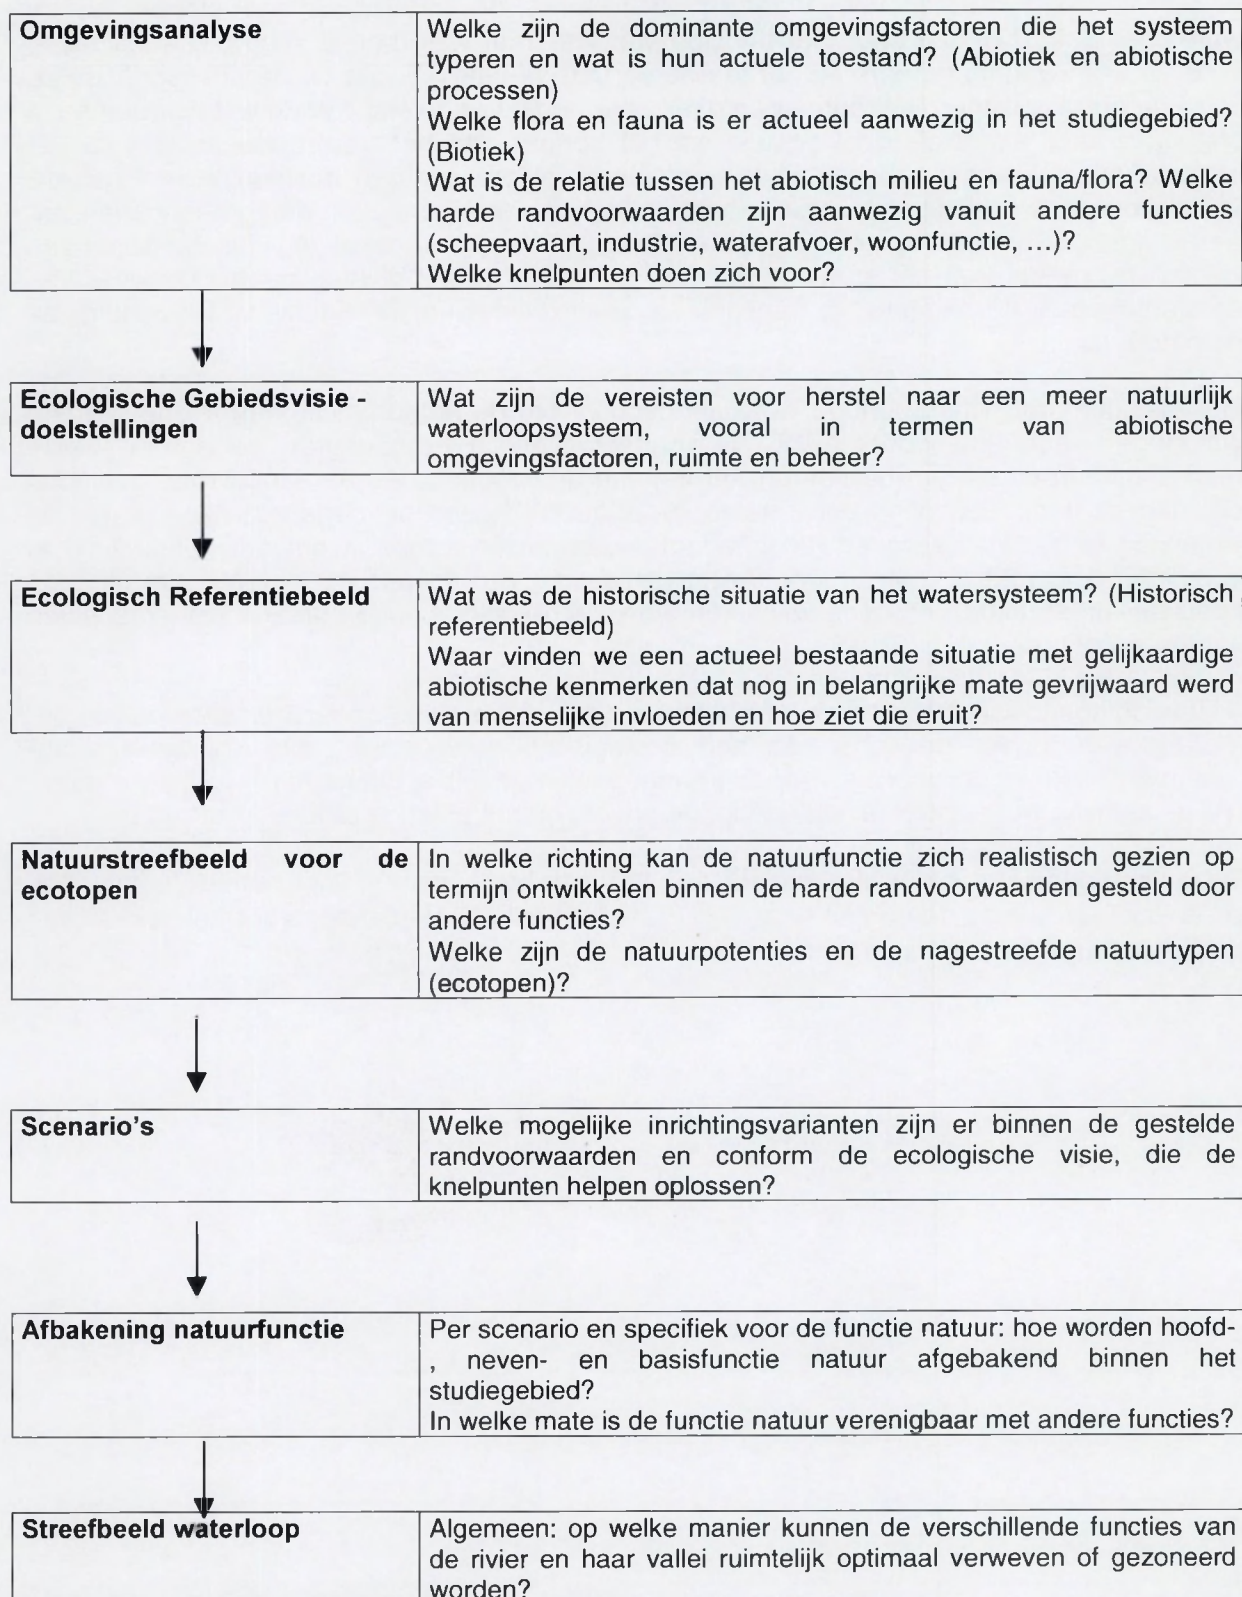 Omgevingsanalyse
Welke zijn de dominante omgevingsfactoren die het systeem
typeren en wat is hun actuele toestand? (Abiotiek en abiotische
processen)
Welke flora en fauna is er actueel aanwezig in het studiegebied?
(Biotiek)
Wat is de relatie tussen het abiotisch milieu en fauna/flora? Welke
harde randvoorwaarden zijn aanwezig vanuit andere functies
(scheepvaart, industrie, waterafvoer, woonfunctie, ...)?
Welke knelpunten doen zich voor?
Ecologische Gebiedsvisie -
doelstellingen
Wat zijn de vereisten voor herstel naar een meer natuurlijk
waterloopsysteem, vooral in termen van abiotische
omgevingsfactoren, ruimte en beheer?
Ecologisch Referentiebeeld
Wat was de historische situatie van het watersysteem? (Historisch
referentiebeeld)
Waar vinden we een actueel bestaande situatie met gelijkaardige
abiotische kenmerken dat nog in belangrijke mate gevrijwaard werd
van menselijke invloeden en hoe ziet die eruit?
Natuurstreefbeeld voor de
ecotopen
In welke richting kan de natuurfunctie zich realistisch gezien op
termijn ontwikkelen binnen de harde randvoorwaarden gesteld door
andere functies?
Welke zijn de natuurpotenties en de nagestreefde natuurtypen
(ecotopen)?
Scenario's
Welke mogelijke inrichtingsvarianten zijn er binnen de gestelde
randvoorwaarden en conform de ecologische visie, die de
knelpunten helpen oplossen?
Afbakening natuurfunctie
Per scenario en specifiek voor de functie natuur: hoe worden hoofd-
, neven- en basisfunctie natuur afgebakend binnen het
studiegebied?
In welke mate is de functie natuur verenigbaar met andere functies?
Streefbeeld waterloop
Algemeen: op welke manier kunnen de verschillende functies van
de rivier en haar vallei ruimtelijk optimaal verweven of gezoneerd
worden?